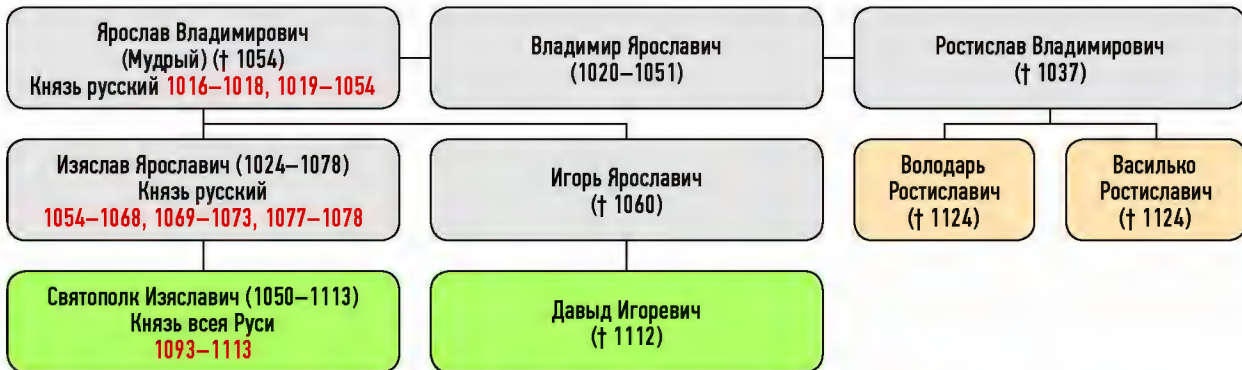 Ярослав Владимирович
(Мудрый) († 1054)
Князь русский 1016–1018, 1019–1054
Владимир Ярославич
(1020–1051)
Ростислав Владимирович
(† 1037)
Изяслав Ярославич (1024–1078)
Князь русский
1054–1068, 1069–1073, 1077–1078
Игорь Ярославич
(† 1060)
Володарь
Ростиславич
(† 1124)
Василько
Ростиславич
(† 1124)
Святополк Изяславич (1050–1113)
Князь всея Руси
1093–1113
Давыд Игоревич
(† 1112)